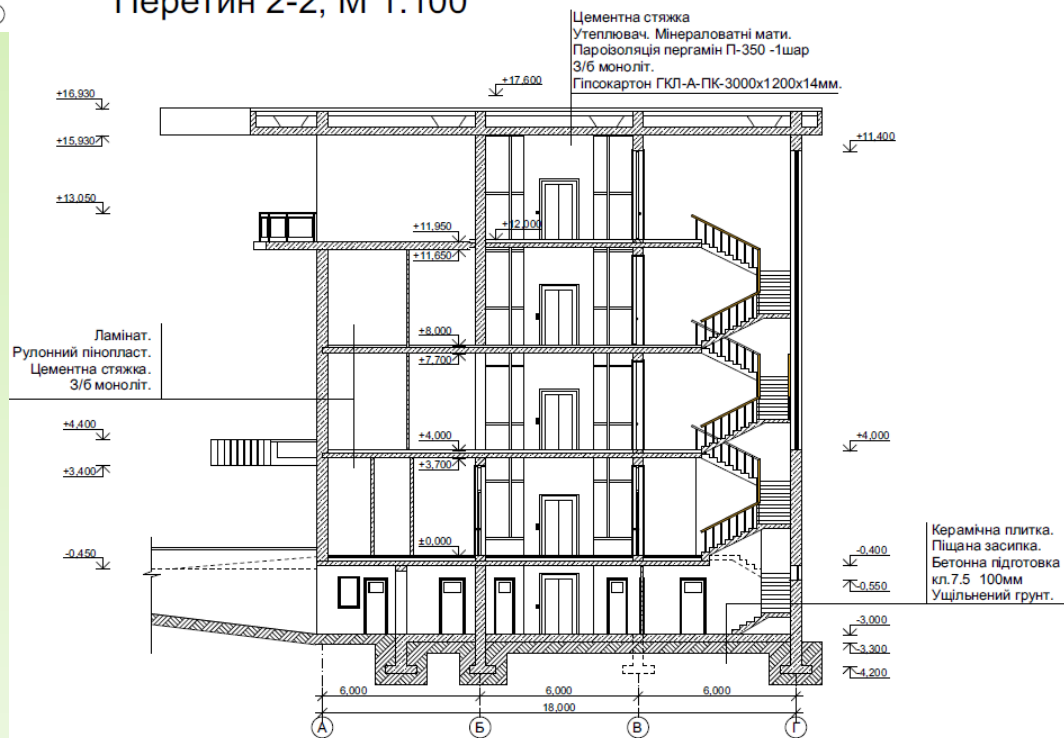 Перетин 2-2, М 1:100
Цементна стяжка
Утеплювач. Мінераловатні мати.
Пароізоляція пергамін П-350 -1шар
З/б моноліт.
Гіпсокартон ГКЛ-А-ПК-3000х1200х14мм.
+17,600
+16,930
+15,930
+11,400
+13,050
+11,950
+12,000
+11,650
Ламінат.
Рулонний пінопласт.
Цементна стяжка.
З/б моноліт.
+8,000
+7,700
+4,400
+4,000
+4,000
+3,400
+3,700
±0,000
-0,450
-0,400
-0,550
Керамічна плитка.
Піщана засипка.
Бетонна підготовка
кл.7.5 100мм
Ущільнений грунт.
-3,000
-3,300
-4,200
6,000
6,000
6,000
18,000
А
Б
В
Г